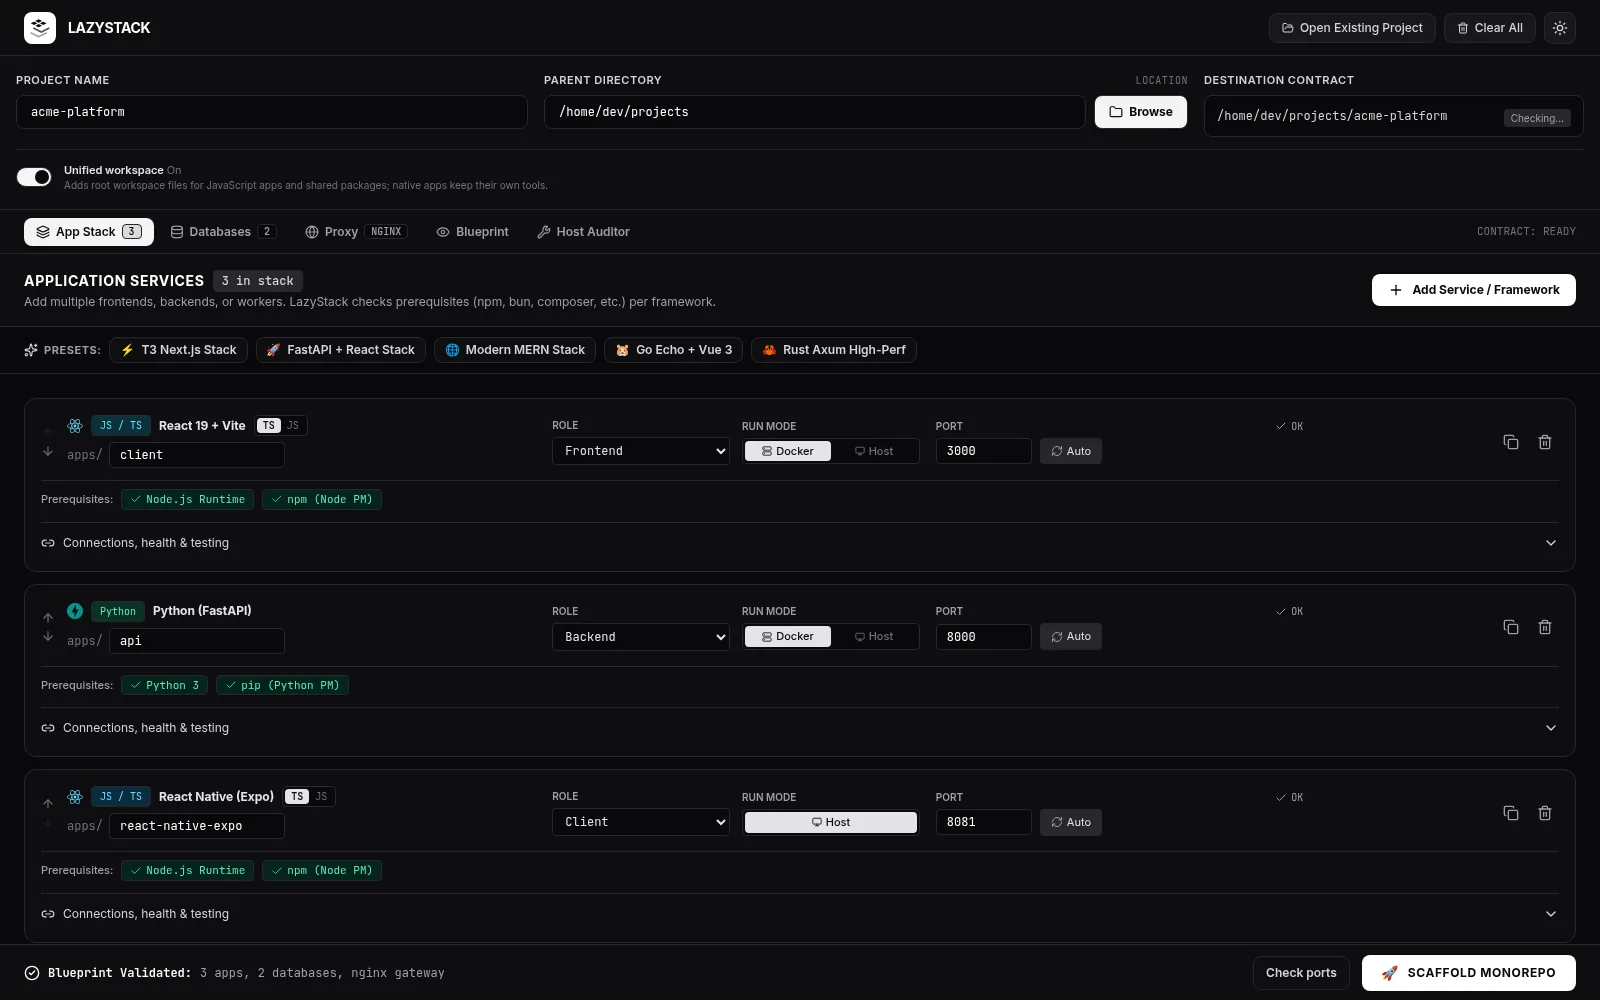 LAZYSTACK
Open Existing Project
Clear All
PROJECT NAME
acme-platform
PARENT DIRECTORY
LOCATION
/home/dev/projects
Browse
DESTINATION CONTRACT
/home/dev/projects/acme-platform
Checking...
Unified workspace On
Adds root workspace files for JavaScript apps and shared packages; native apps keep their own tools.
App Stack 3
Databases 2
Proxy NGINX
Blueprint
Host Auditor
CONTRACT: READY
APPLICATION SERVICES 3 in stack
Add multiple frontends, backends, or workers. LazyStack checks prerequisites (npm, bun, composer, etc.) per framework.
Add Service / Framework
PRESETS:
T3 Next.js Stack
FastAPI + React Stack
Modern MERN Stack
Go Echo + Vue 3
Rust Axum High-Perf
JS / TS React 19 + Vite TS JS
apps/ client
ROLE
Frontend
RUN MODE
Docker Host
PORT
3000 Auto
OK
Prerequisites: Node.js Runtime npm (Node PM)
Connections, health & testing
Python Python (FastAPI)
apps/ api
ROLE
Backend
RUN MODE
Docker Host
PORT
8000 Auto
OK
Prerequisites: Python 3 pip (Python PM)
Connections, health & testing
JS / TS React Native (Expo) TS JS
apps/ react-native-expo
ROLE
Client
RUN MODE
Host
PORT
8081 Auto
OK
Prerequisites: Node.js Runtime npm (Node PM)
Connections, health & testing
Blueprint Validated: 3 apps, 2 databases, nginx gateway
Check ports
SCAFFOLD MONOREPO